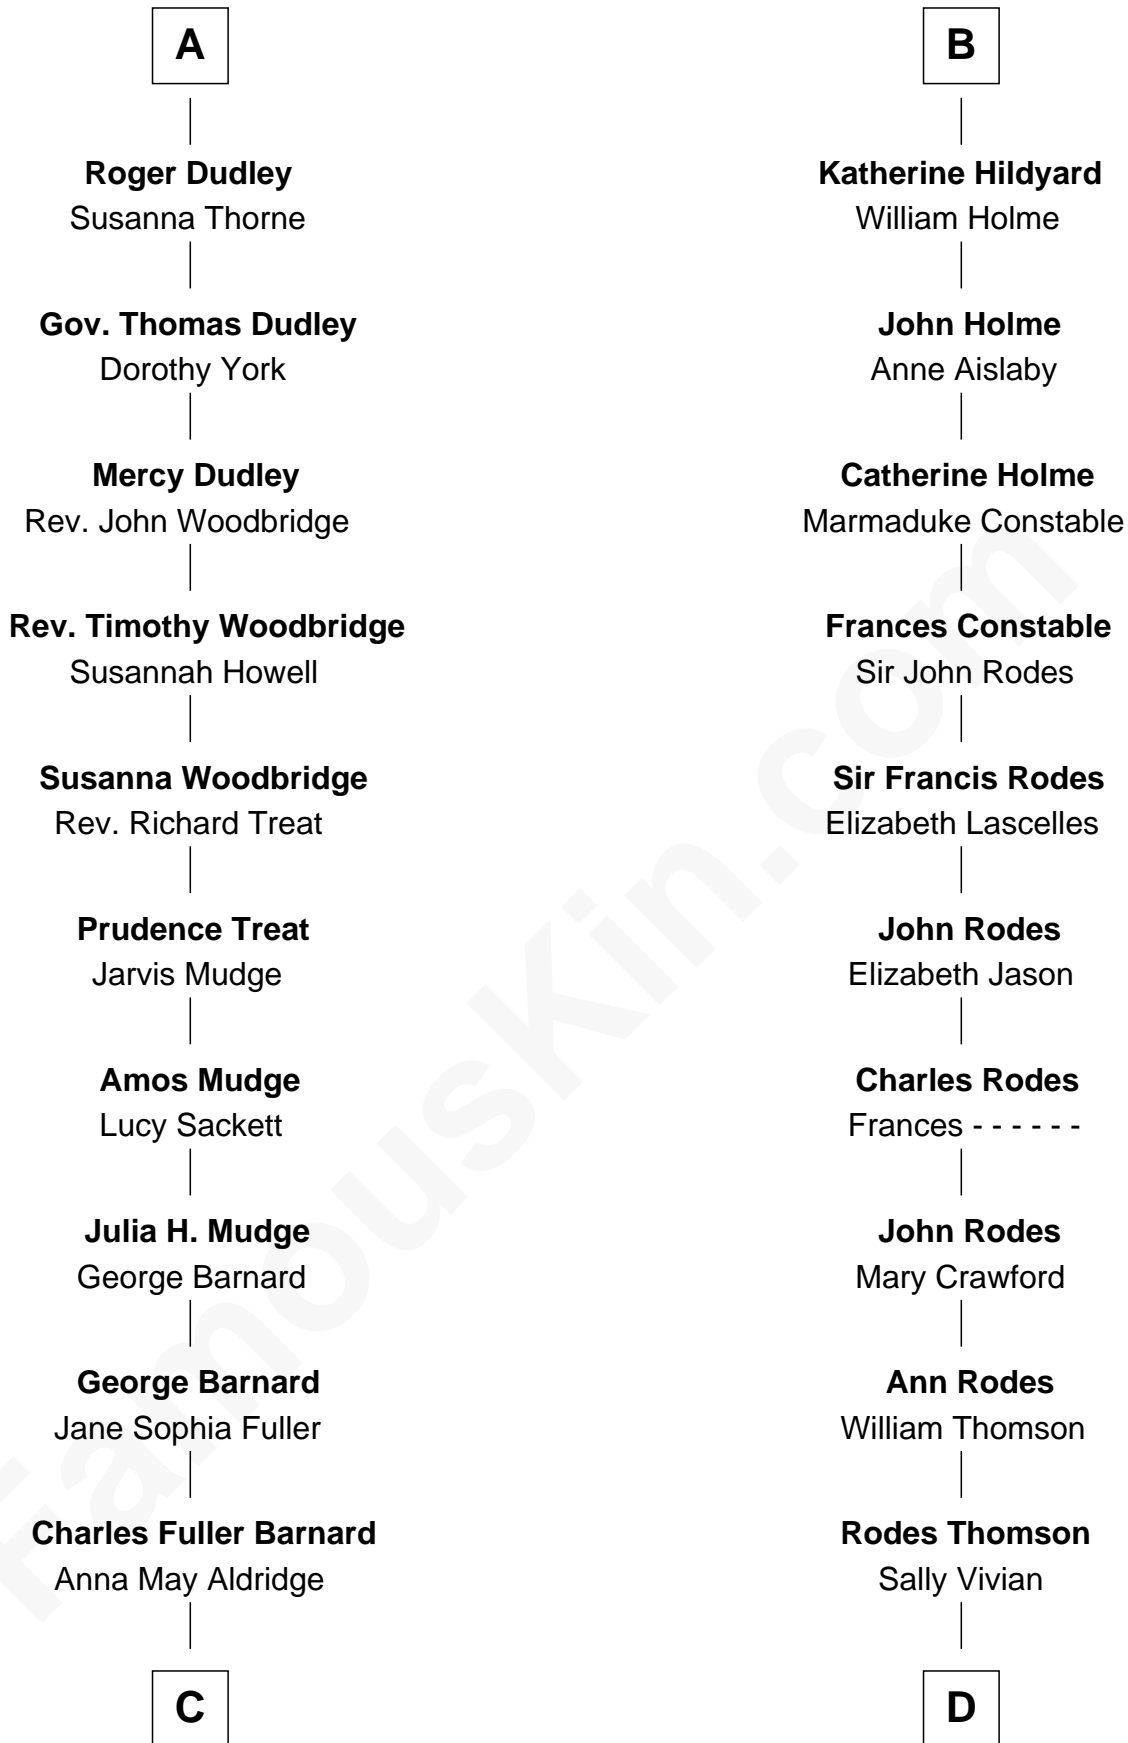 A
Roger Dudley
Susanna Thorne
Gov. Thomas Dudley
Dorothy York
Mercy Dudley
Rev. John Woodbridge
Rev. Timothy Woodbridge
Susannah Howell
Susanna Woodbridge
Rev. Richard Treat
Prudence Treat
Jarvis Mudge
Amos Mudge
Lucy Sackett
Julia H. Mudge
George Barnard
George Barnard
Jane Sophia Fuller
Charles Fuller Barnard
Anna May Aldridge
C
B
Katherine Hildyard
William Holme
John Holme
Anne Aislaby
Catherine Holme
Marmaduke Constable
Frances Constable
Sir John Rodes
Sir Francis Rodes
Elizabeth Lascelles
John Rodes
Elizabeth Jason
Charles Rodes
Frances - - - - - -
John Rodes
Mary Crawford
Ann Rodes
William Thomson
Rodes Thomson
Sally Vivian
D
FamousKin.com